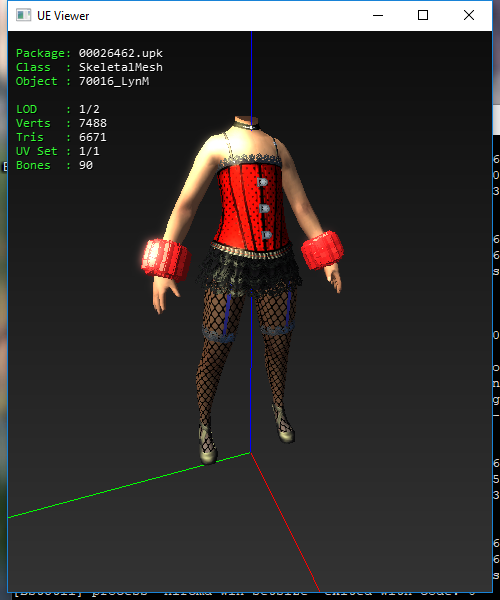 UE Viewer
Package: 00026462.upk
Class : SkeletalMesh
Object : 70016_LynM
LOD : 1/2
Verts : 7488
Tris : 6671
UV Set : 1/1
Bones : 90